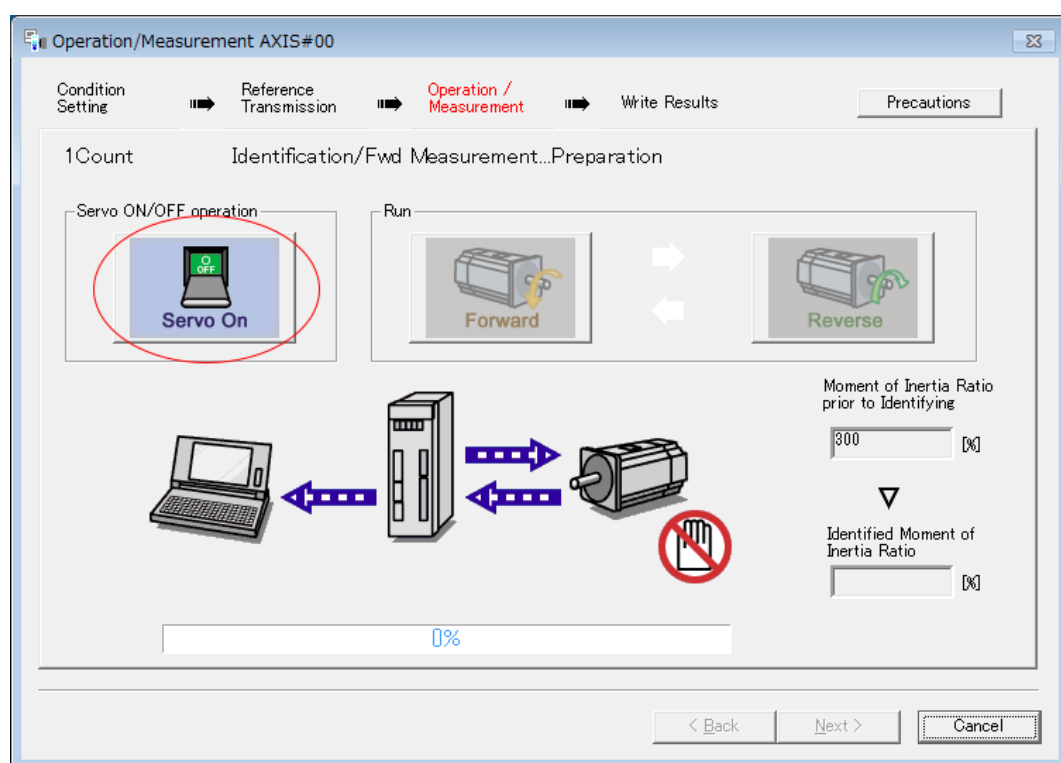 Operation/Measurement AXIS#00
Condition
Setting
Reference
Transmission
Operation /
Measurement
Write Results
Precautions
1Count
Identification/Fwd Measurement...Preparation
Servo ON/OFF operation
Run
OFF
Servo On
Forward
Reverse
Moment of Inertia Ratio
prior to Identifying
300 [%]
Identified Moment of
Inertia Ratio
[%]
0%
< Back
Next >
Cancel